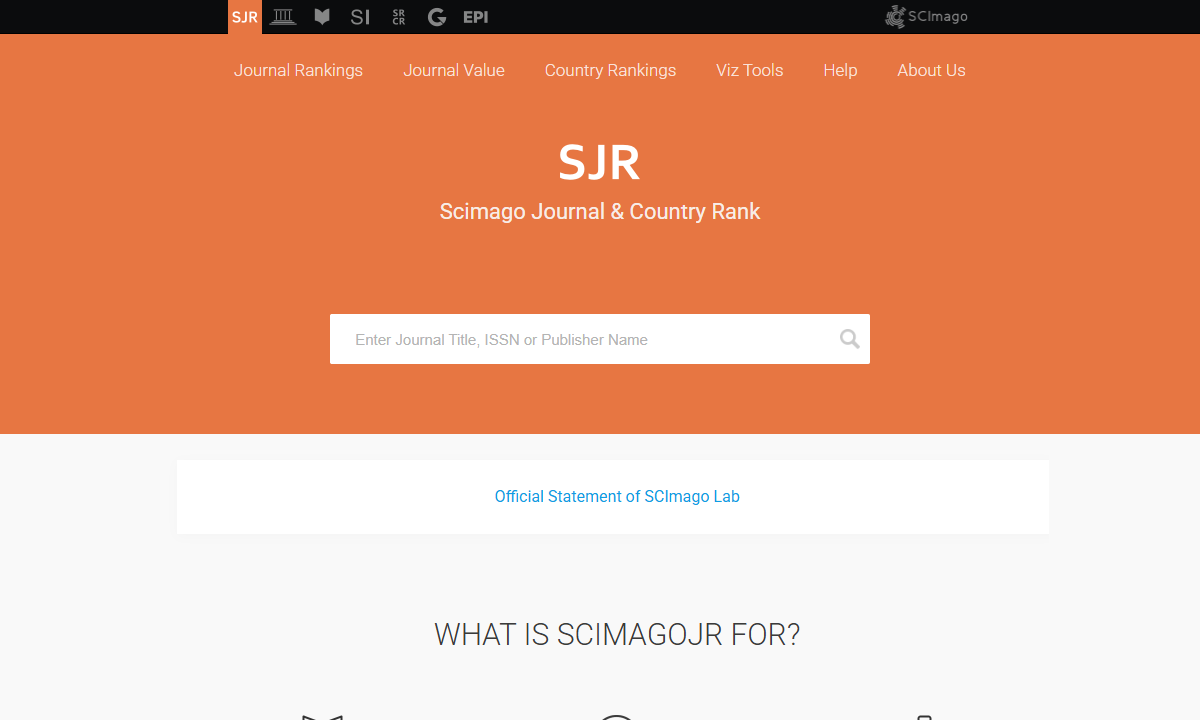 SJR SI SR CR G EPI SCImago
Journal Rankings Journal Value Country Rankings Viz Tools Help About Us
SJR
Scimago Journal & Country Rank
Enter Journal Title, ISSN or Publisher Name
Official Statement of SCImago Lab
WHAT IS SCIMAGOJR FOR?